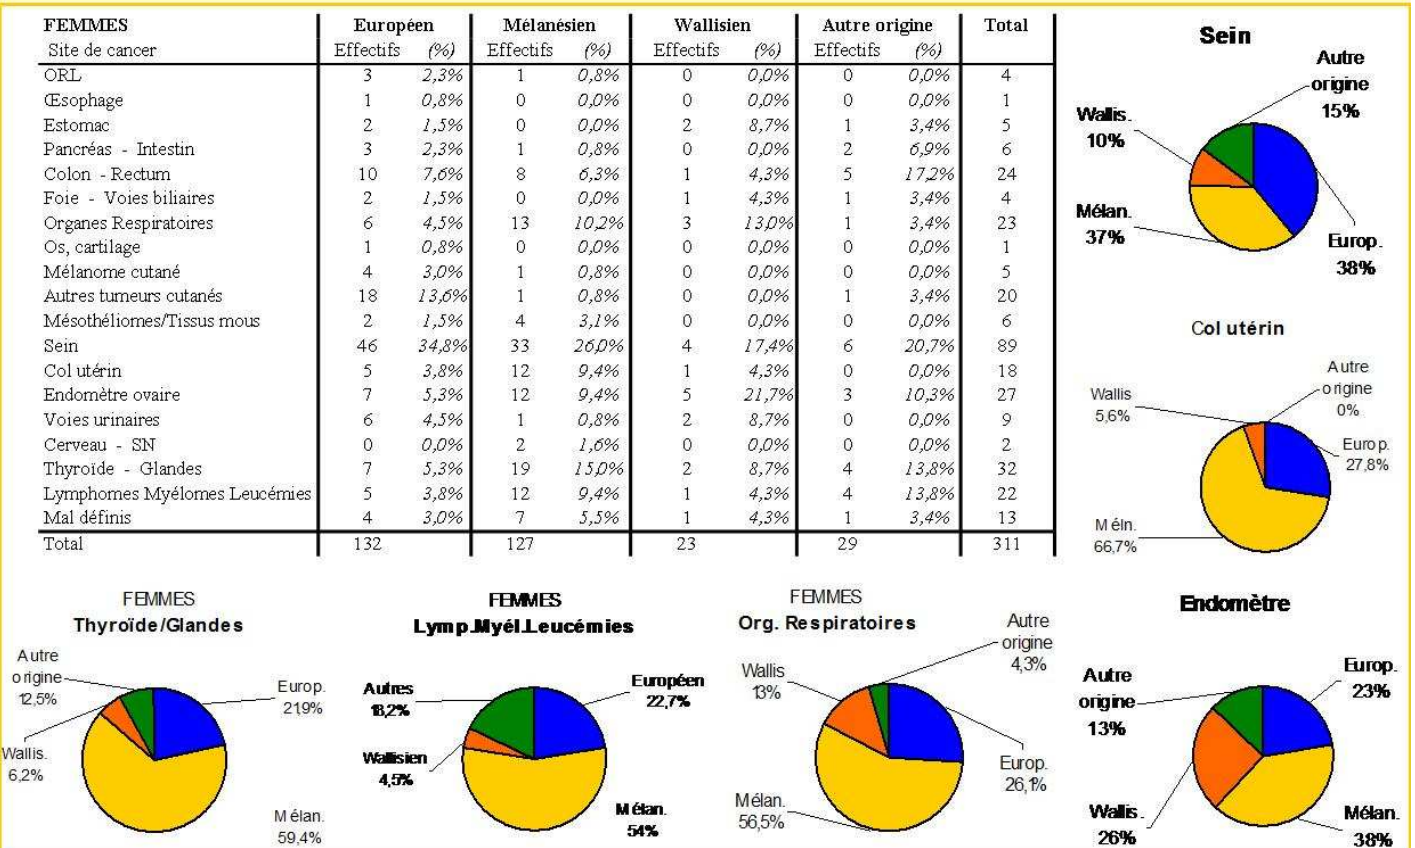 FEMMES Européen Mélanésien Wallisien Autre origine Total
Site de cancer Effectifs (%) Effectifs (%) Effectifs (%) Effectifs (%)
ORL 3 2,3% 1 0,8% 0 0,0% 0 0,0% 4
Œsophage 1 0,8% 0 0,0% 0 0,0% 0 0,0% 1
Estomac 2 1,5% 0 0,0% 2 8,7% 1 3,4% 5
Pancréas - Intestin 3 2,3% 1 0,8% 0 0,0% 2 6,9% 6
Colon - Rectum 10 7,6% 8 6,3% 1 4,3% 5 17,2% 24
Foie - Voies biliaires 2 1,5% 0 0,0% 1 4,3% 1 3,4% 4
Organes Respiratoires 6 4,5% 13 10,2% 3 13,0% 1 3,4% 23
Os, cartilage 1 0,8% 0 0,0% 0 0,0% 0 0,0% 1
Mélanome cutané 4 3,0% 1 0,8% 0 0,0% 0 0,0% 5
Autres tumeurs cutanés 18 13,6% 1 0,8% 0 0,0% 1 3,4% 20
Mésothéliomes/Tissus mous 2 1,5% 4 3,1% 0 0,0% 0 0,0% 6
Sein 46 34,8% 33 26,0% 4 17,4% 6 20,7% 89
Col utérin 5 3,8% 12 9,4% 1 4,3% 0 0,0% 18
Endomètre ovaire 7 5,3% 12 9,4% 5 21,7% 3 10,3% 27
Voies urinaires 6 4,5% 1 0,8% 2 8,7% 0 0,0% 9
Cerveau - SN 0 0,0% 2 1,6% 0 0,0% 0 0,0% 2
Thyroïde - Glandes 7 5,3% 19 15,0% 2 8,7% 4 13,8% 32
Lymphomes Myélomes Leucémies 5 3,8% 12 9,4% 1 4,3% 4 13,8% 22
Mal définis 4 3,0% 7 5,5% 1 4,3% 1 3,4% 13
Total 132 127 23 29 311
Sein
Autre
origine
15%
Wallis.
10%
Mélan.
37%
Europ.
38%
Col utérin
Autre
origine
0%
Wallis
5,6%
Europ.
27,8%
Méln.
66,7%
FEMMES
Thyroïde/Glandes
Autre
origine
12,5%
Europ.
219%
Wallis.
6,2%
Mélan.
59,4%
FEMMES
Lymp.Myél.Leucémies
Autres
18,2%
Européen
22,7%
Wallisien
4,5%
Mélan.
54%
FEMMES
Org. Respiratoires
Autre
origine
4,3%
Wallis
13%
Europ.
26,1%
Mélan.
56,5%
Endomètre
Autre
origine
13%
Europ.
23%
Wallis.
26%
Mélan.
38%